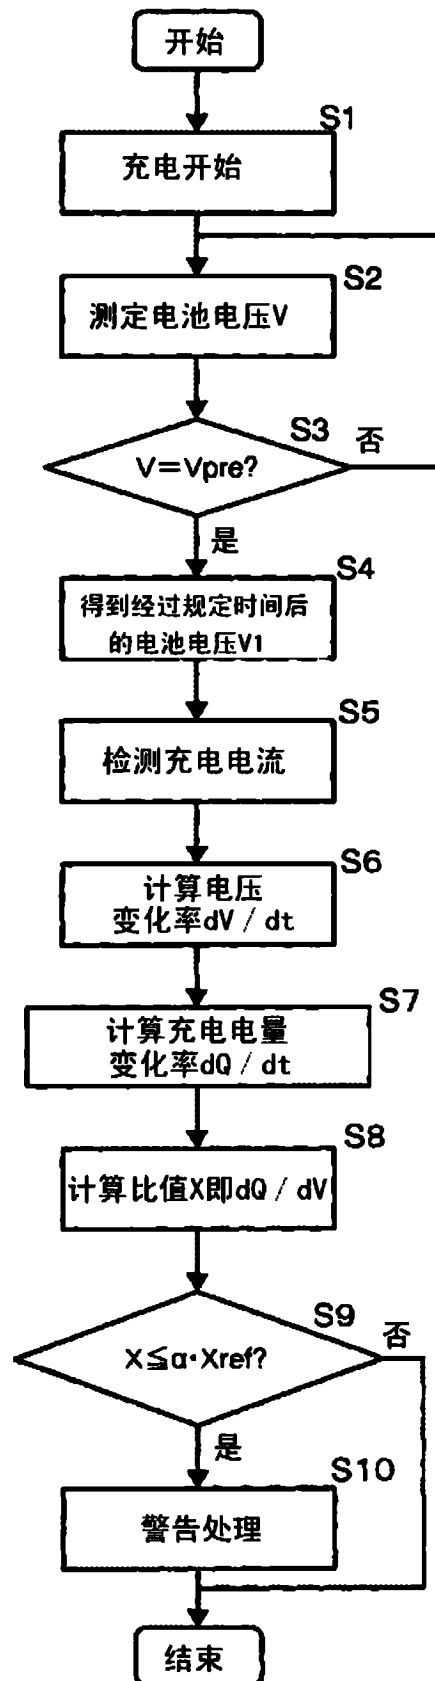 开始
S1
充电开始
S2
测定电池电压V
S3
否
V=Vpre?
是
S4
得到经过规定时间后
的电池电压V1
S5
检测充电电流
S6
计算电压
变化率dV / dt
S7
计算充电电量
变化率dQ / dt
S8
计算比值X即dQ / dV
S9
否
X≦α·Xref?
是
S10
警告处理
结束